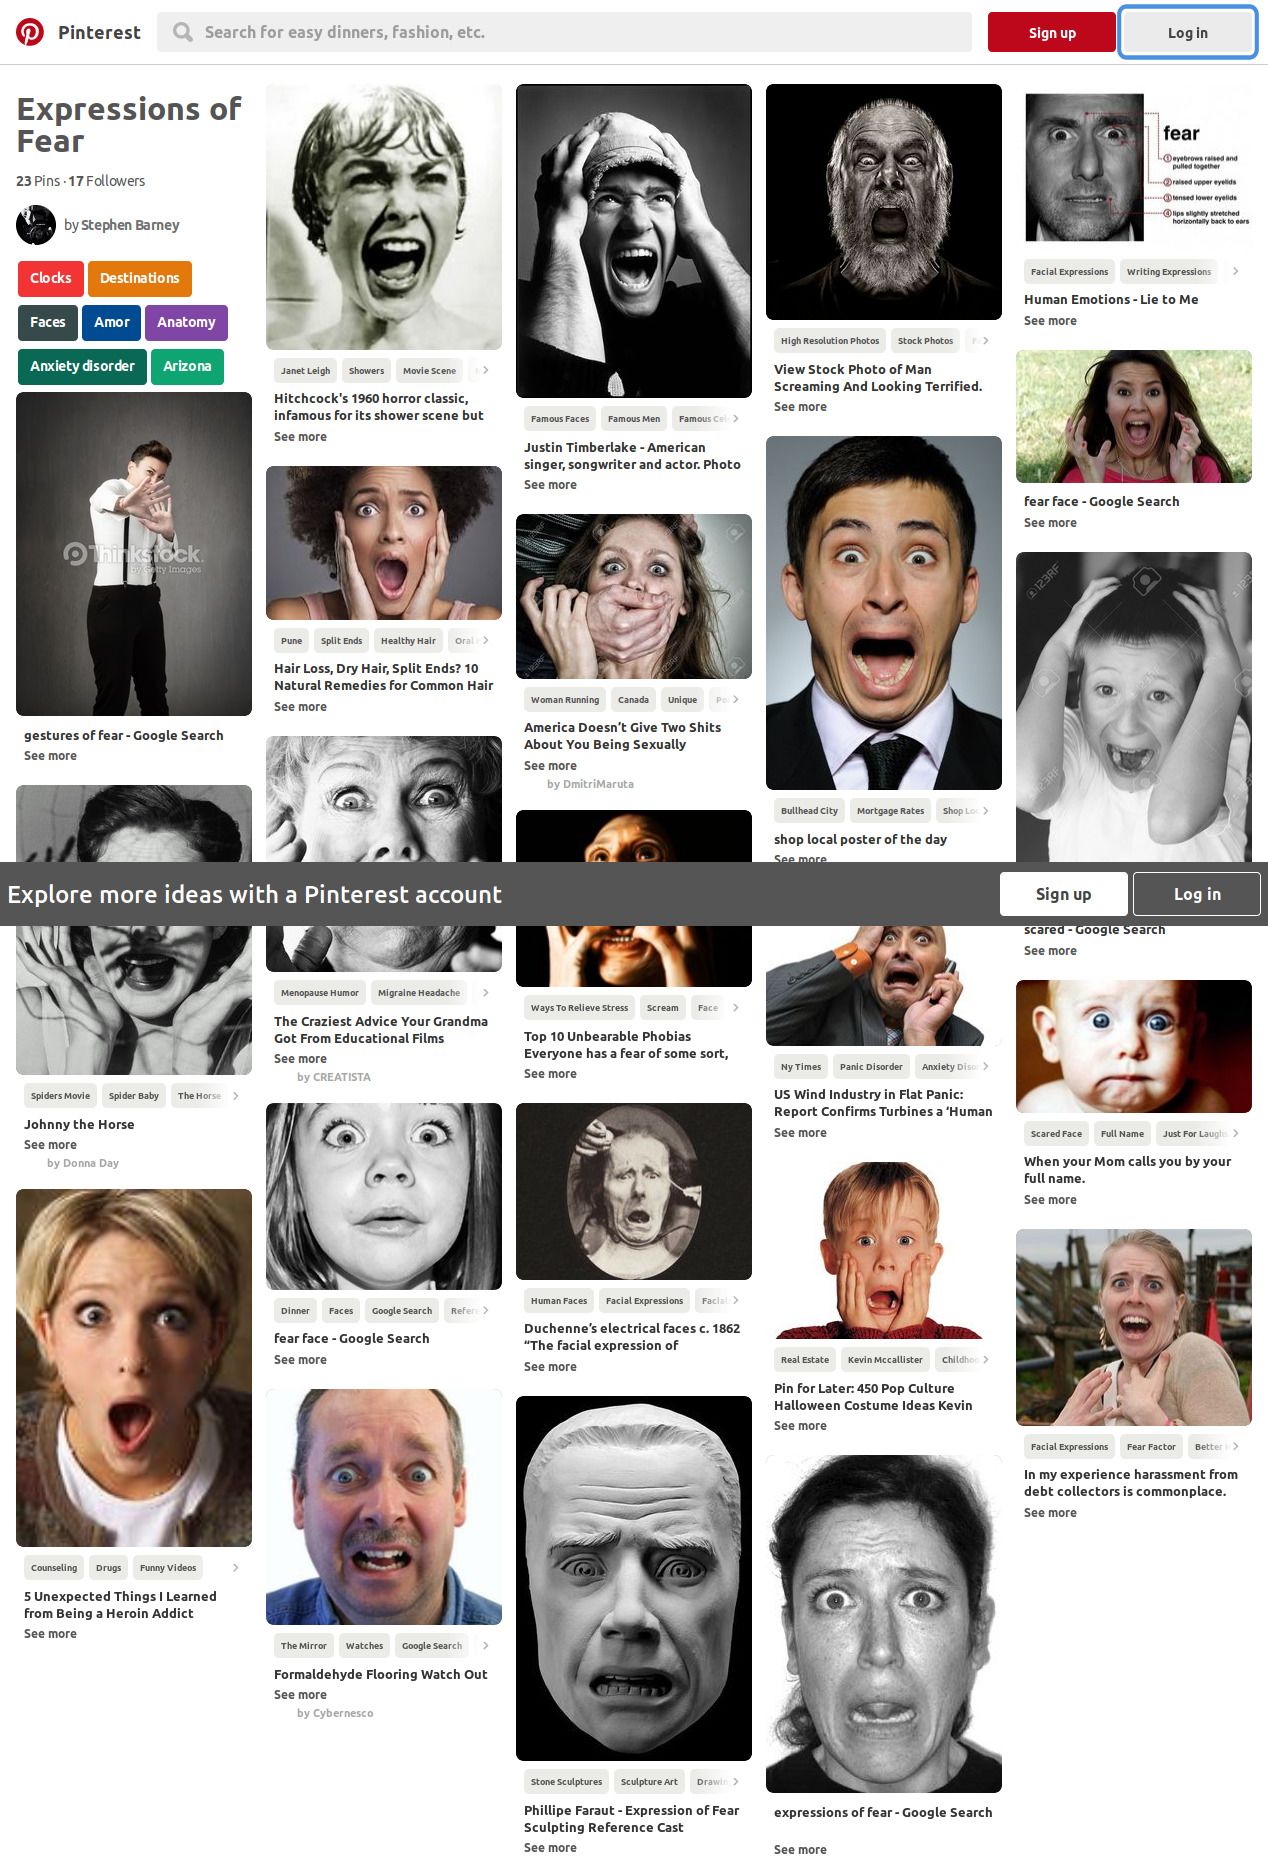 Pinterest
Search for easy dinners, fashion, etc.
Sign up
Log in
Expressions of
Fear
23 Pins · 17 Followers
by Stephen Barney
Clocks
Destinations
Faces
Amor
Anatomy
Anxiety disorder
Arizona
Thinkstock.
by Getty Images
gestures of fear - Google Search
See more
Spiders Movie
Spider Baby
The Horse
Johnny the Horse
See more
by Donna Day
Counseling
Drugs
Funny Videos
5 Unexpected Things I Learned
from Being a Heroin Addict
See more
Janet Leigh
Showers
Movie Scene
Hitchcock's 1960 horror classic,
infamous for its shower scene but
See more
Pune
Split Ends
Healthy Hair
Oral
Hair Loss, Dry Hair, Split Ends? 10
Natural Remedies for Common Hair
See more
Menopause Humor
Migraine Headache
The Craziest Advice Your Grandma
Got From Educational Films
See more
by CREATISTA
Dinner
Faces
Google Search
fear face - Google Search
See more
The Mirror
Watches
Google Search
Formaldehyde Flooring Watch Out
See more
by Cybernesco
Famous Faces
Famous Men
Famous
Justin Timberlake - American
singer, songwriter and actor. Photo
See more
123RF
Woman Running
Canada
Unique
America Doesn’t Give Two Shits
About You Being Sexually
See more
by DmitriMaruta
Ways To Relieve Stress
Scream
Face
Top 10 Unbearable Phobias
Everyone has a fear of some sort,
See more
Human Faces
Facial Expressions
Facial
Duchenne’s electrical faces c. 1862
“The facial expression of
See more
Stone Sculptures
Sculpture Art
Phillipe Faraut - Expression of Fear
Sculpting Reference Cast
See more
High Resolution Photos
Stock Photos
View Stock Photo of Man
Screaming And Looking Terrified.
See more
Bullhead City
Mortgage Rates
Shop
shop local poster of the day
See more
Ny Times
Panic Disorder
Anxiety
US Wind Industry in Flat Panic:
Report Confirms Turbines a ‘Human
See more
Real Estate
Kevin Mccallister
Pin for Later: 450 Pop Culture
Halloween Costume Ideas Kevin
See more
expressions of fear - Google Search
See more
fear
1 eyebrows raised and
pulled together
2 raised upper eyelids
3 tensed lower eyelids
4 lips slightly stretched
horizontally back to ears
Facial Expressions
Writing Expressions
Human Emotions - Lie to Me
See more
fear face - Google Search
See more
123RF
scared - Google Search
See more
Scared Face
Full Name
Just For Laughs
When your Mom calls you by your
full name.
See more
Facial Expressions
Fear Factor
Better
In my experience harassment from
debt collectors is commonplace.
See more
Explore more ideas with a Pinterest account
Sign up
Log in